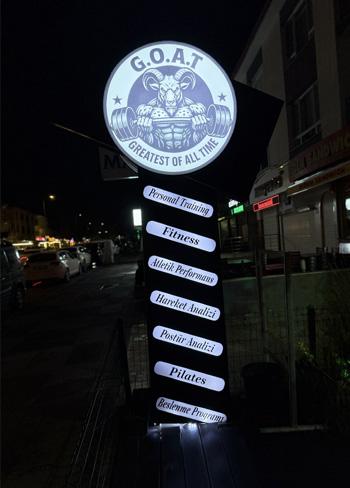 G.O.A.T
GREATEST OF ALL TIME
Personal Training
Fitness
Atletik Performans
Hareket Analizi
Postür Analizi
Pilates
Beslenme Programı